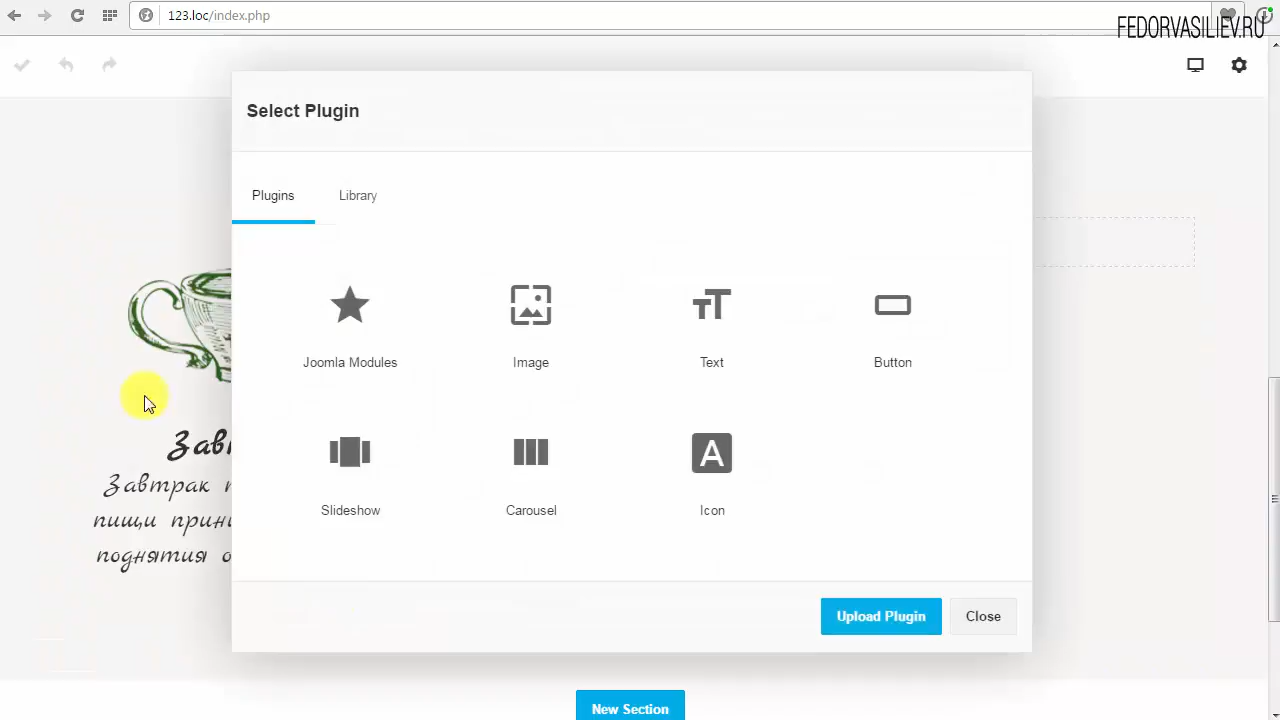 123.loc/index.php
FEDORVASILIEV.RU
Select Plugin
Plugins
Library
Joomla Modules
Image
Text
Button
Slideshow
Carousel
Icon
Завтрак
пищи
поднятия
Upload Plugin
Close
New Section